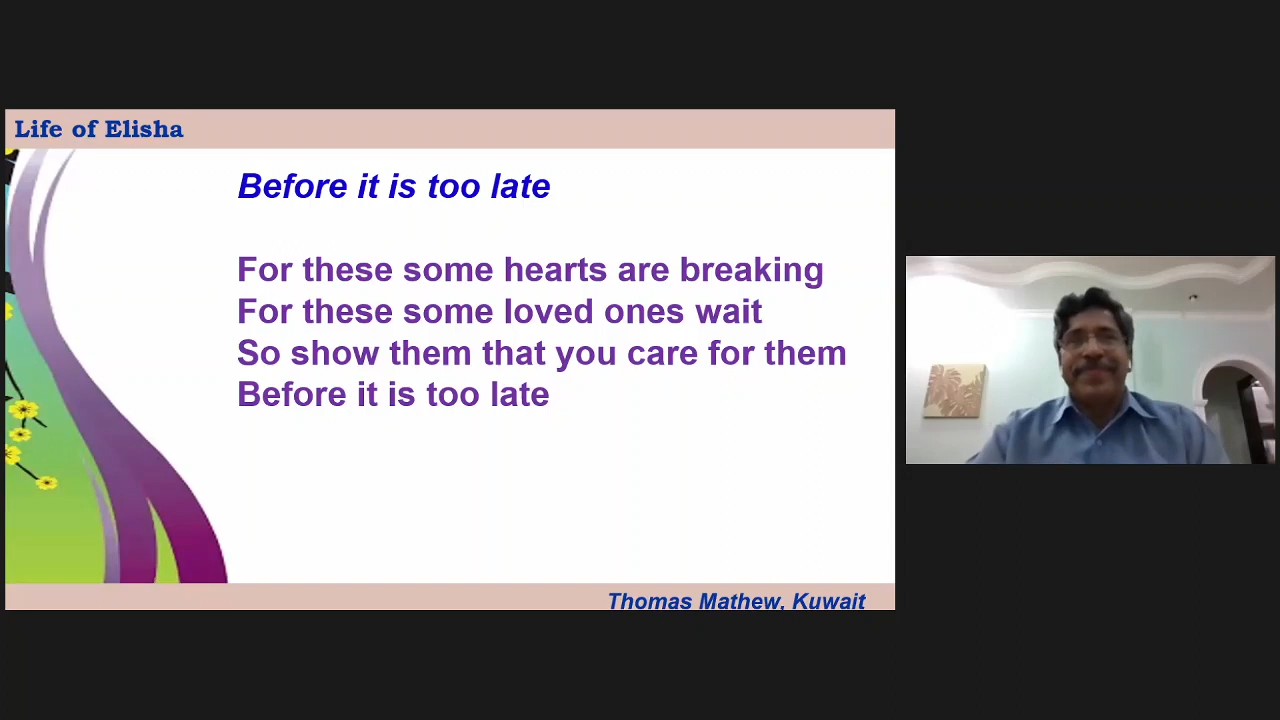 Life of Elisha
Before it is too late
For these some hearts are breaking
For these some loved ones wait
So show them that you care for them
Before it is too late
Thomas Mathew, Kuwait